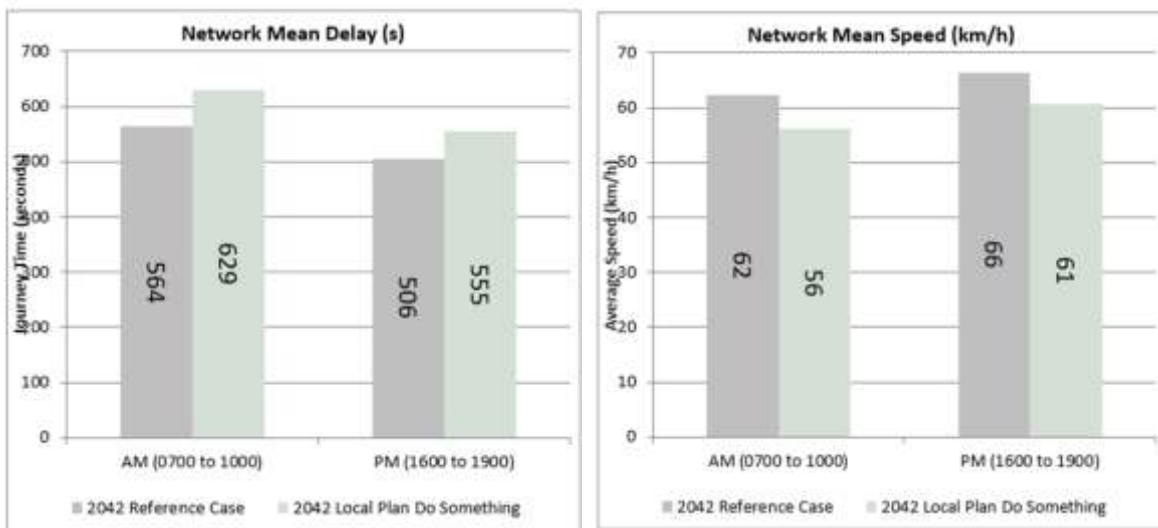 Network Mean Delay (s)
700
600
500
400
300
200
100
0
Journey Time (seconds)
564
629
506
555
AM (0700 to 1000)
PM (1600 to 1900)
2042 Reference Case
2042 Local Plan Do Something
Network Mean Speed (km/h)
70
60
50
40
30
20
10
0
Average Speed (km/h)
62
56
66
61
AM (0700 to 1000)
PM (1600 to 1900)
2042 Reference Case
2042 Local Plan Do Something